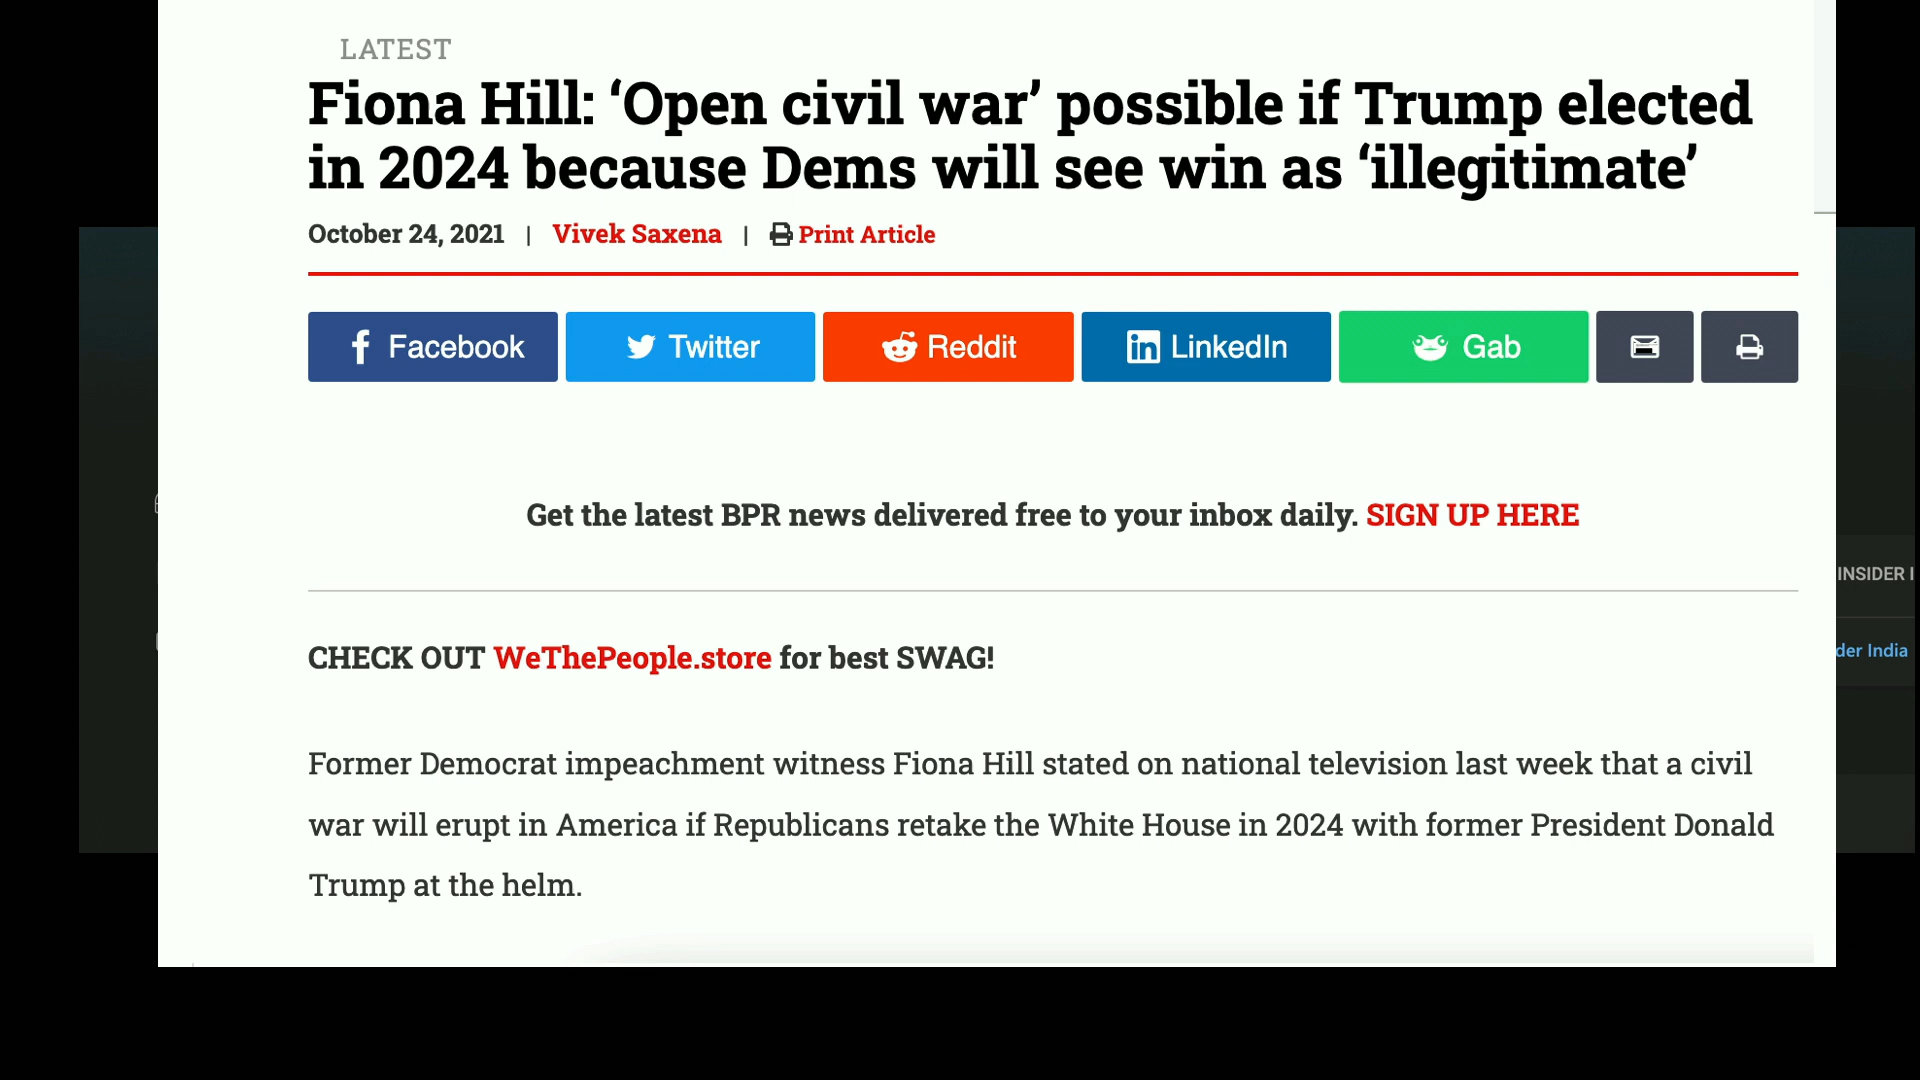 LATEST
Fiona Hill: ‘Open civil war’ possible if Trump elected
in 2024 because Dems will see win as ‘illegitimate’
October 24, 2021 | Vivek Saxena | Print Article
Facebook Twitter Reddit LinkedIn Gab
Get the latest BPR news delivered free to your inbox daily. SIGN UP HERE
INSIDER I
CHECK OUT WeThePeople.store for best SWAG!
der India
Former Democrat impeachment witness Fiona Hill stated on national television last week that a civil
war will erupt in America if Republicans retake the White House in 2024 with former President Donald
Trump at the helm.